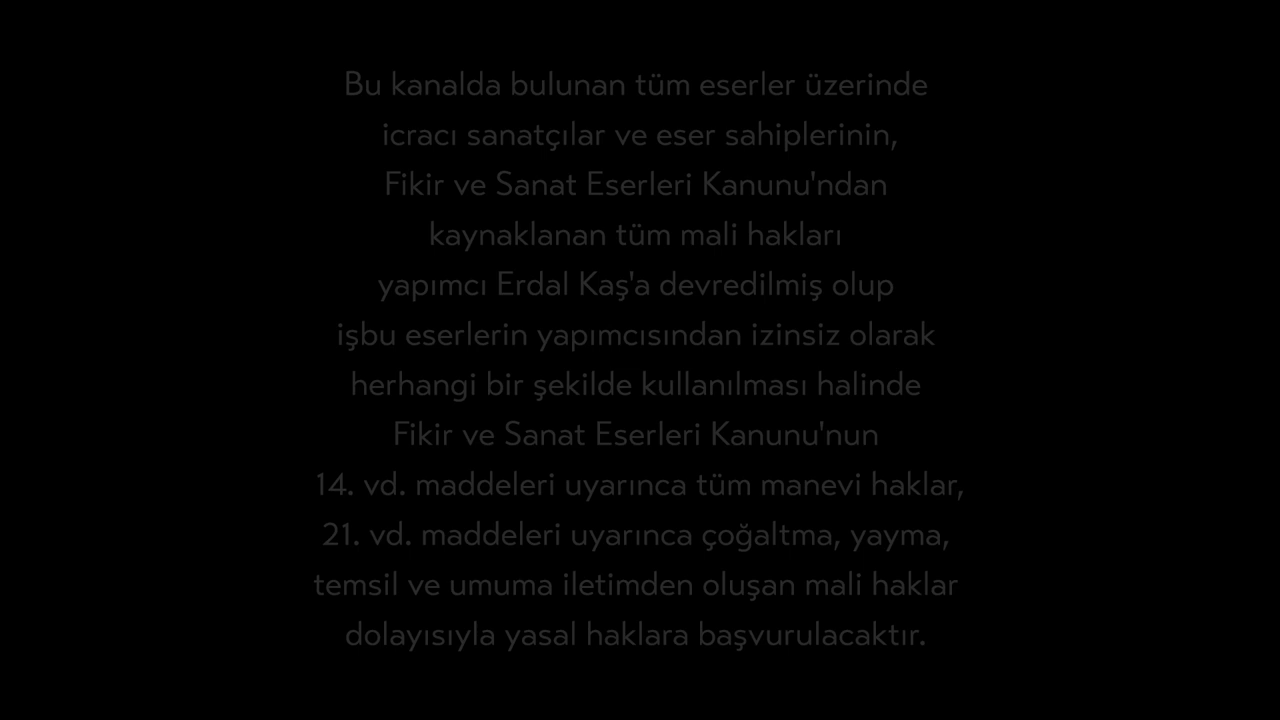 Bu kanalda bulunan tüm eserler üzerinde
icracı sanatçılar ve eser sahiplerinin,
Fikir ve Sanat Eserleri Kanunu'ndan
kaynaklanan tüm mali hakları
yapımcı Erdal Kaş'a devredilmiş olup
işbu eserlerin yapımcısından izinsiz olarak
herhangi bir şekilde kullanılması halinde
Fikir ve Sanat Eserleri Kanunu'nun
14. vd. maddeleri uyarınca tüm manevi haklar,
21. vd. maddeleri uyarınca çoğaltma, yayma,
temsil ve umuma iletimden oluşan mali haklar
dolayısıyla yasal haklara başvurulacaktır.